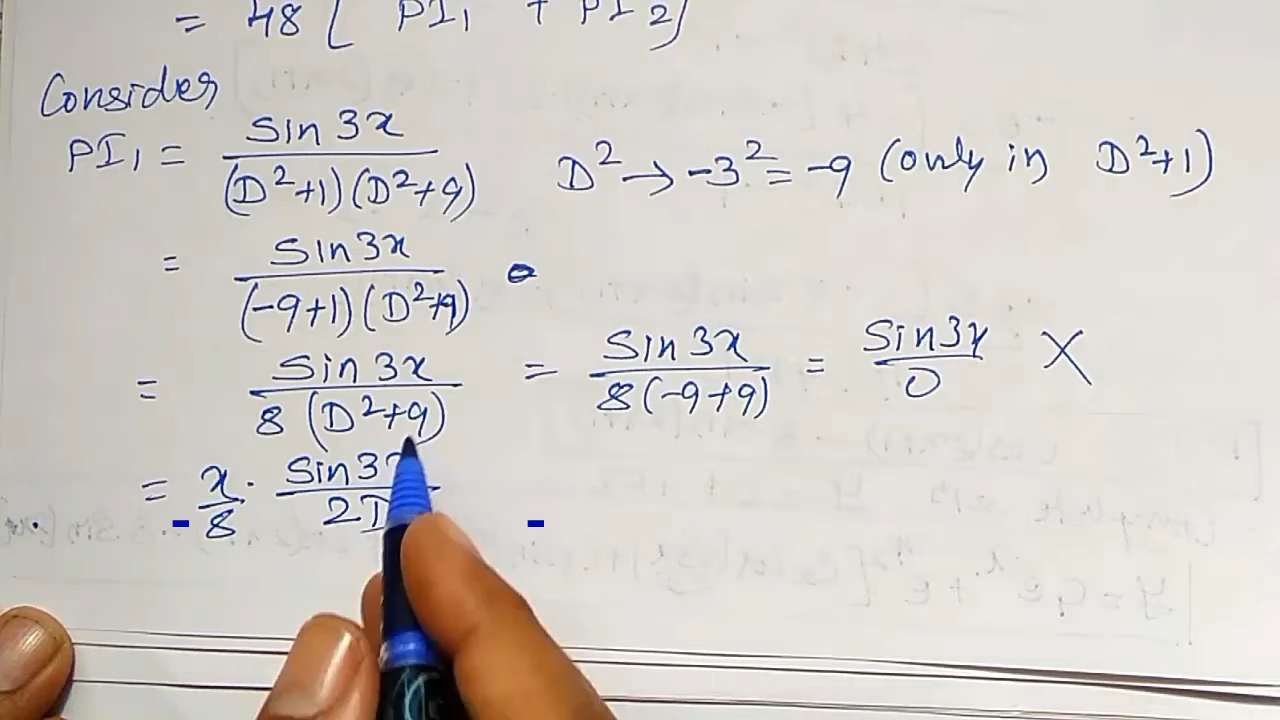 = 48 [ PI₁ + PI₂ ]
Consider
PI₁ = Sin 3x / (D²+1)(D²+9) D² → -3² = -9 (only in D²+1)
= Sin 3x / (-9+1)(D²+9)
= Sin 3x / 8 (D²+9) = Sin 3x / 8(-9+9) = Sin 3x / 0 ×
= - x/8 · Sin 3x / 2D -